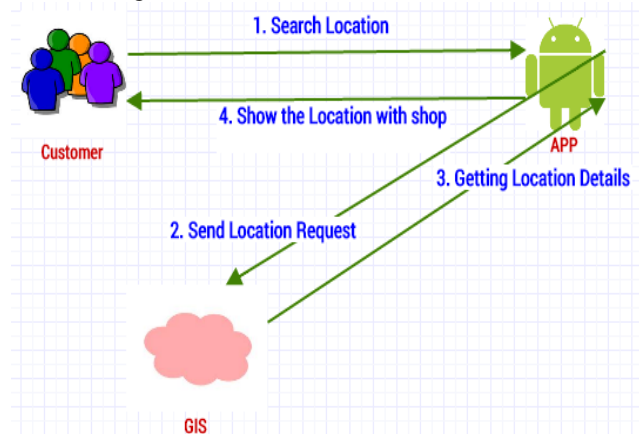 1. Search Location
4. Show the Location with shop
Customer
APP
3. Getting Location Details
2. Send Location Request
GIS